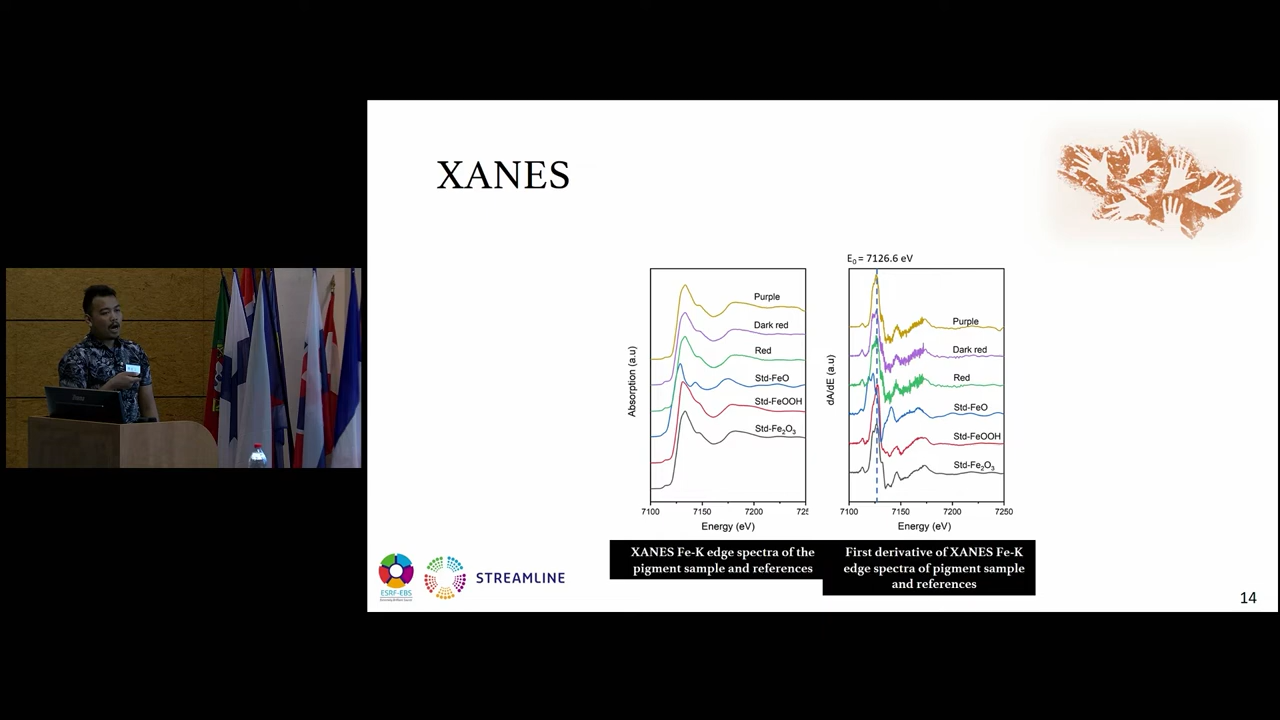 XANES
E₀ = 7126.6 eV
Purple
Dark red
Red
Std-FeO
Std-FeOOH
Std-Fe₂O₃
Absorption (a.u)
7100
7150
7200
725
Energy (eV)
Purple
Dark red
Red
Std-FeO
Std-FeOOH
Std-Fe₂O₃
dA/dE (a.u)
7100
7150
7200
7250
Energy (eV)
XANES Fe-K edge spectra of the
pigment sample and references
First derivative of XANES Fe-K
edge spectra of pigment sample
and references
ESRF-EBS
STREAMLINE
14